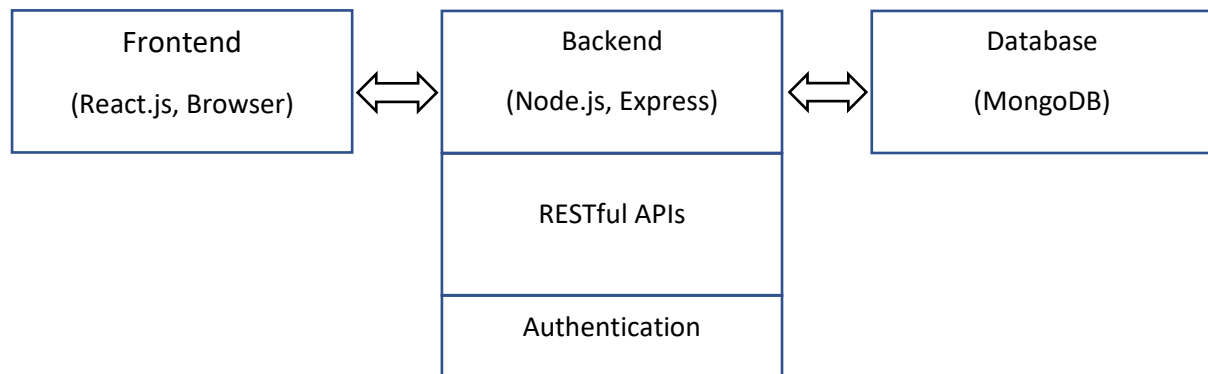 Frontend
(React.js, Browser)
Backend
(Node.js, Express)
Database
(MongoDB)
RESTful APIs
Authentication